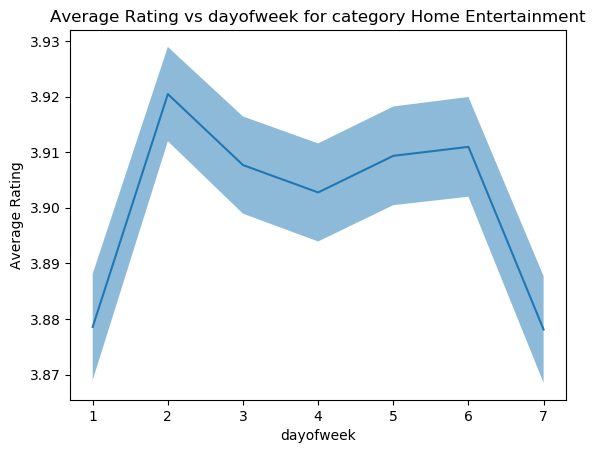 Average Rating vs dayofweek for category Home Entertainment
Average Rating
3.93
3.92
3.91
3.90
3.89
3.88
3.87
1 2 3 4 5 6 7
dayofweek